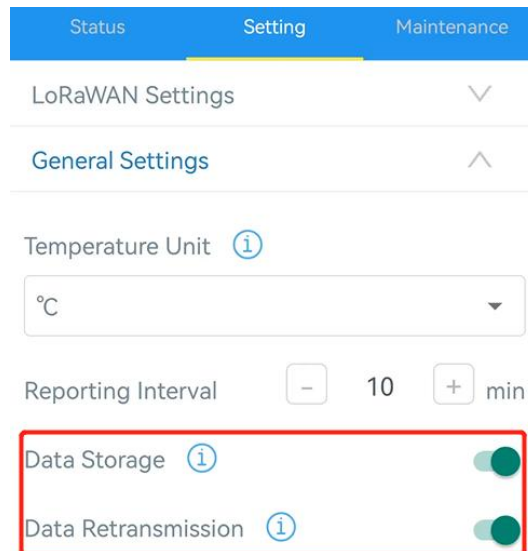 Status Setting Maintenance
LoRaWAN Settings
General Settings
Temperature Unit
℃
Reporting Interval - 10 + min
Data Storage
Data Retransmission